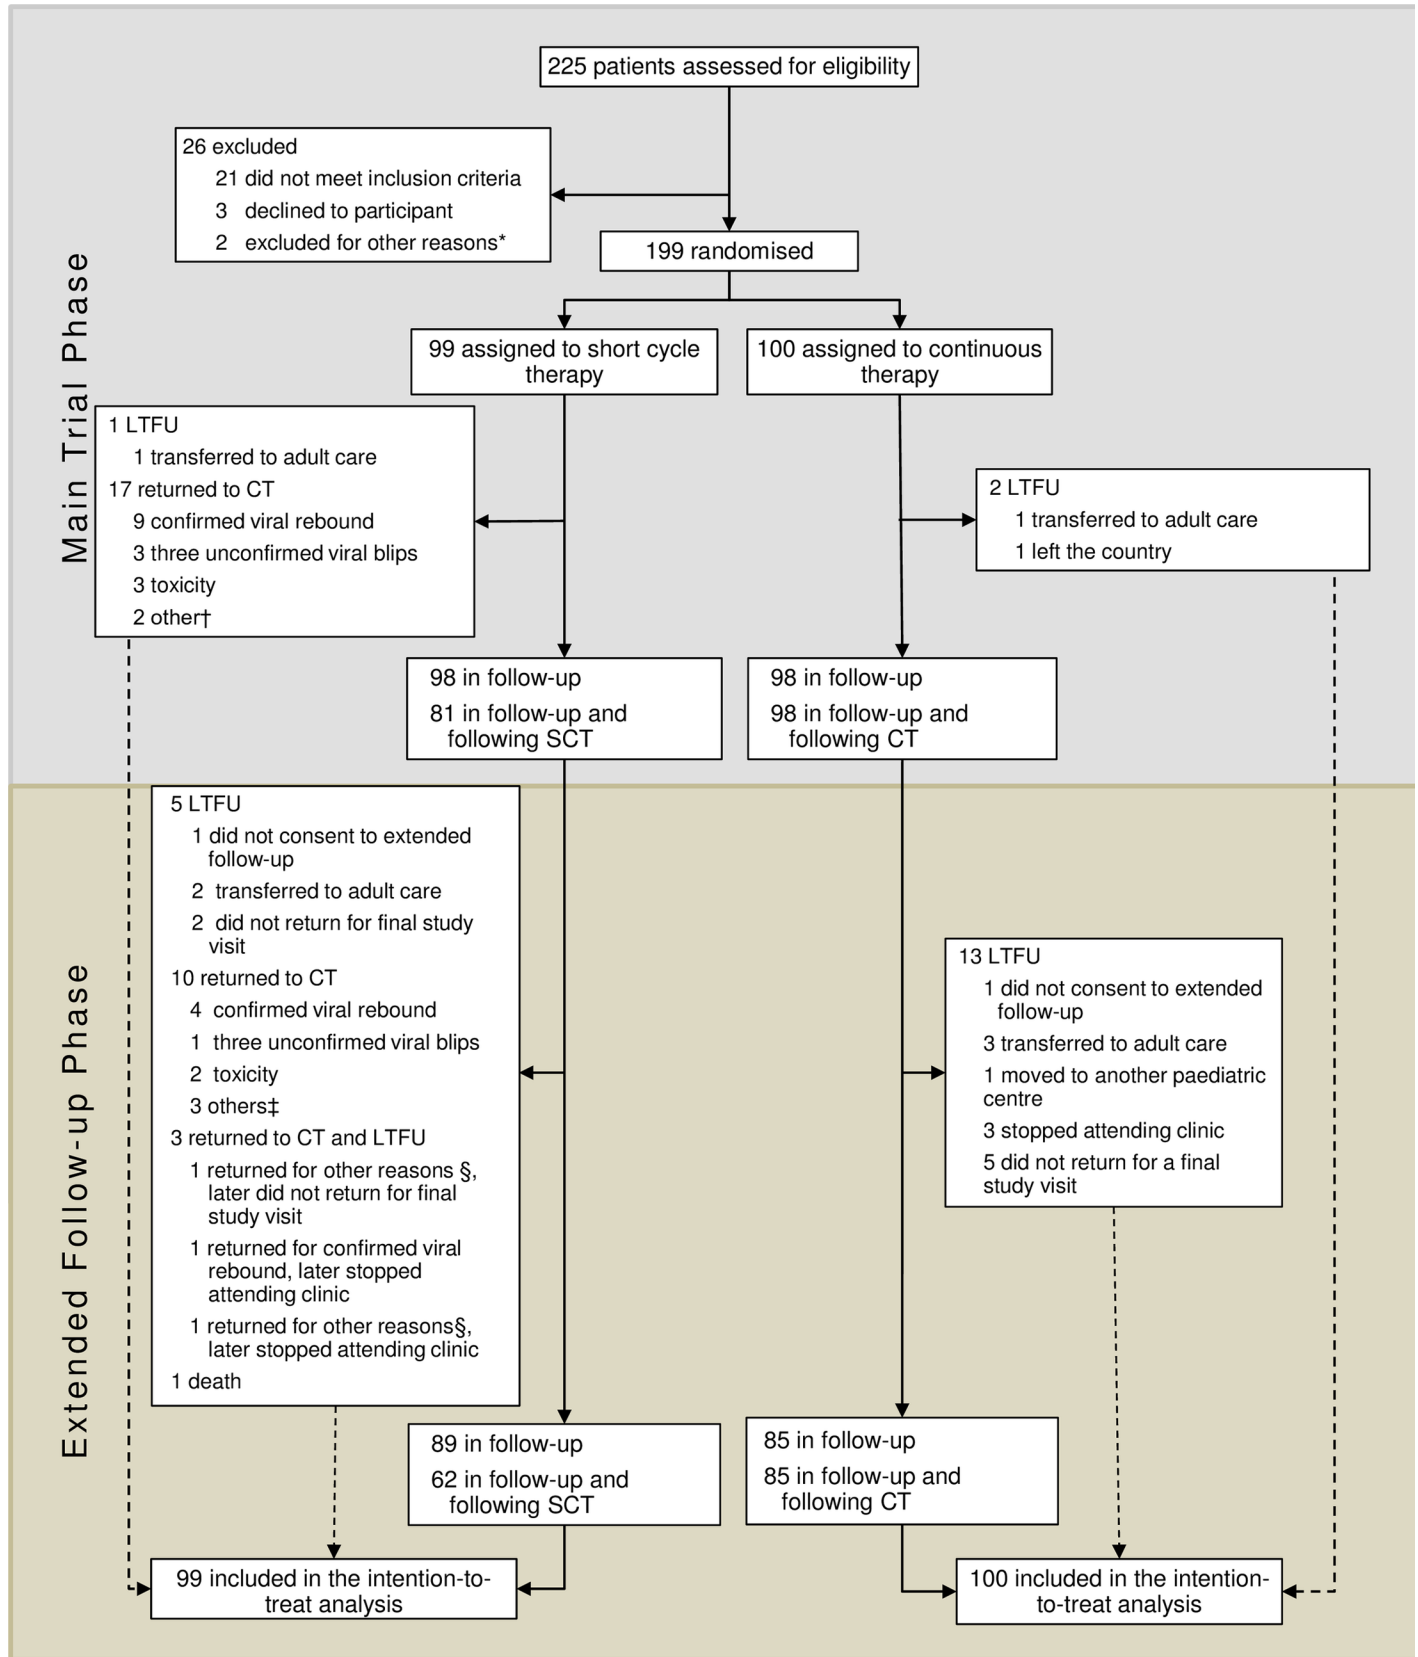 225 patients assessed for eligibility
26 excluded
21 did not meet inclusion criteria
3 declined to participant
2 excluded for other reasons*
199 randomised
Main Trial Phase
99 assigned to short cycle
therapy
100 assigned to continuous
therapy
1 LTFU
1 transferred to adult care
17 returned to CT
9 confirmed viral rebound
3 three unconfirmed viral blips
3 toxicity
2 other†
2 LTFU
1 transferred to adult care
1 left the country
98 in follow-up
81 in follow-up and
following SCT
98 in follow-up
98 in follow-up and
following CT
Extended Follow-up Phase
5 LTFU
1 did not consent to extended
follow-up
2 transferred to adult care
2 did not return for final study
visit
10 returned to CT
4 confirmed viral rebound
1 three unconfirmed viral blips
2 toxicity
3 others‡
3 returned to CT and LTFU
1 returned for other reasons §,
later did not return for final
study visit
1 returned for confirmed viral
rebound, later stopped
attending clinic
1 returned for other reasons§,
later stopped attending clinic
1 death
13 LTFU
1 did not consent to extended
follow-up
3 transferred to adult care
1 moved to another paediatric
centre
3 stopped attending clinic
5 did not return for a final
study visit
89 in follow-up
62 in follow-up and
following SCT
85 in follow-up
85 in follow-up and
following CT
99 included in the intention-to-
treat analysis
100 included in the intention-
to-treat analysis